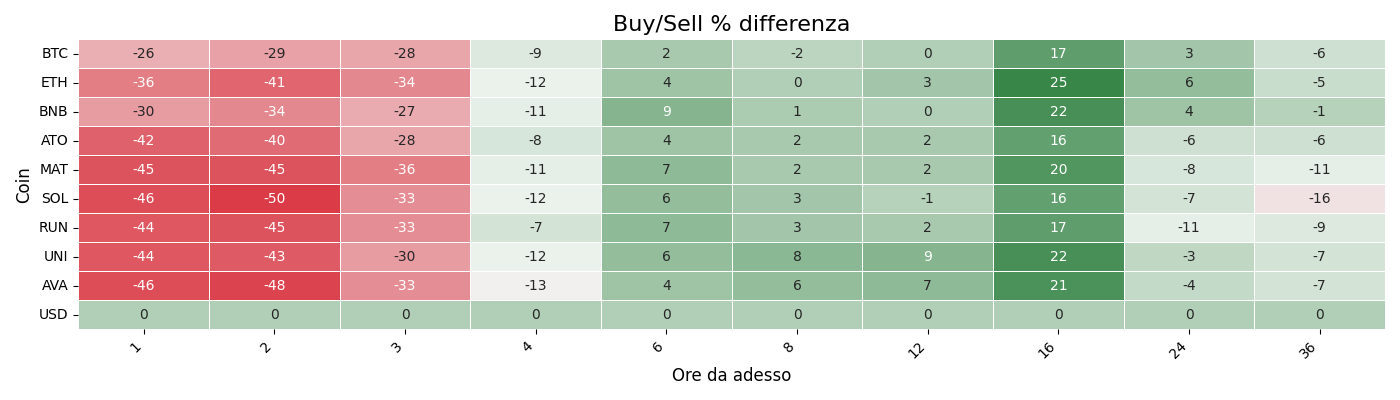 Buy/Sell % differenza
BTC -26 -29 -28 -9 2 -2 0 17 3 -6
ETH -36 -41 -34 -12 4 0 3 25 6 -5
BNB -30 -34 -27 -11 9 1 0 22 4 -1
ATO -42 -40 -28 -8 4 2 2 16 -6 -6
MAT -45 -45 -36 -11 7 2 2 20 -8 -11
SOL -46 -50 -33 -12 6 3 -1 16 -7 -16
RUN -44 -45 -33 -7 7 3 2 17 -11 -9
UNI -44 -43 -30 -12 6 8 9 22 -3 -7
AVA -46 -48 -33 -13 4 6 7 21 -4 -7
USD 0 0 0 0 0 0 0 0 0 0
Coin
1 2 3 4 6 8 12 16 24 36
Ore da adesso